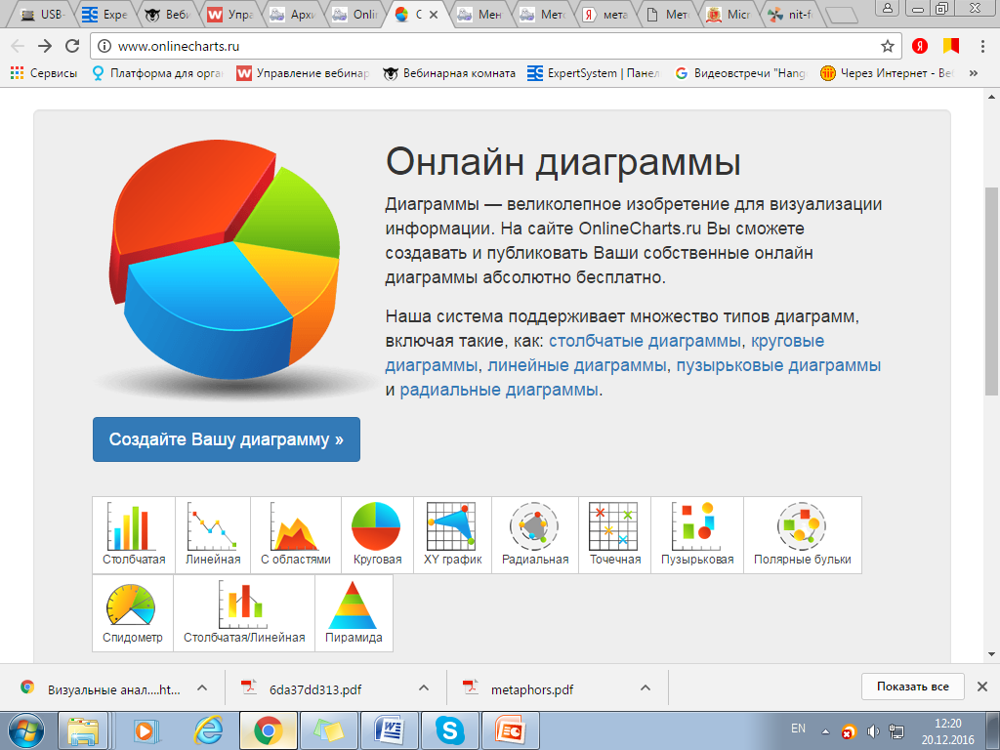 USB-
Expe
Веби
Упра
Архи
Onlin
О
Мен
Мето
мета
Мето
Micr
nit-f
www.onlinecharts.ru
Сервисы
Платформа для орга
Управление вебинар
Вебинарная комната
ExpertSystem | Панел
Видеовстречи "Hang
Через Интернет - Ве
»
Онлайн диаграммы
Диаграммы — великолепное изобретение для визуализации
информации. На сайте OnlineCharts.ru Вы сможете
создавать и публиковать Ваши собственные онлайн
диаграммы абсолютно бесплатно.
Наша система поддерживает множество типов диаграмм,
включая такие, как: столбчатые диаграммы, круговые
диаграммы, линейные диаграммы, пузырьковые диаграммы
и радиальные диаграммы.
Создайте Вашу диаграмму »
Столбчатая
Линейная
С областями
Круговая
XY график
Радиальная
Точечная
Пузырьковая
Полярные бульки
Спидометр
Столбчатая/Линейная
Пирамида
Визуальные анал....ht...
6da37dd313.pdf
metaphors.pdf
Показать все
EN
12:20
20.12.2016